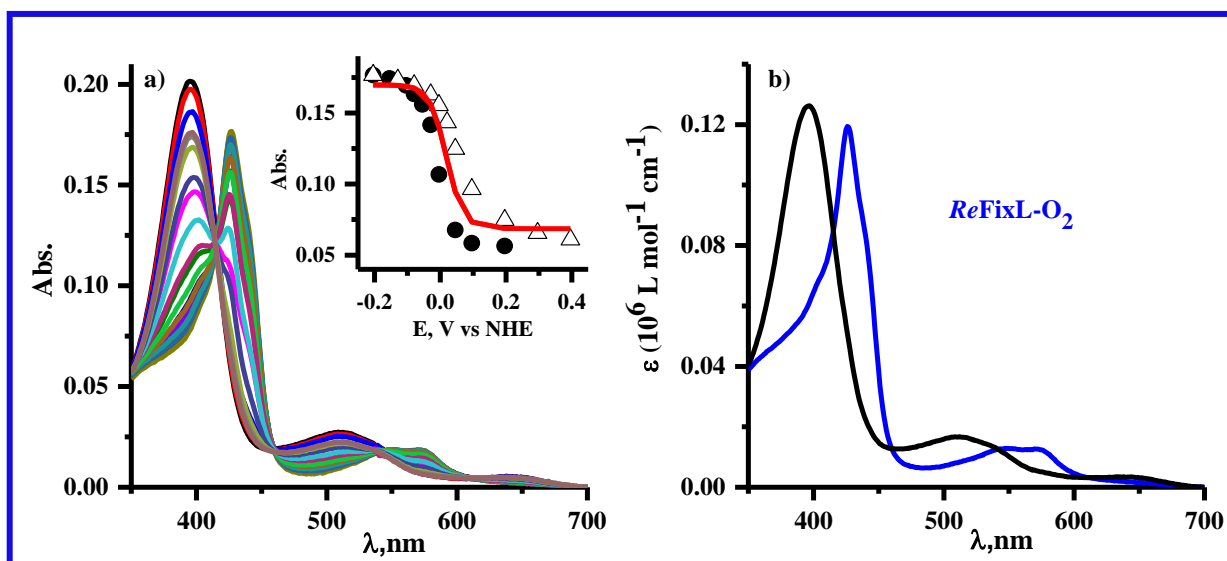 a)
0.20
0.15
0.10
0.05
0.00
Abs.
400
500
600
700
λ,nm
0.15
0.10
0.05
Abs.
-0.2
0.0
0.2
0.4
E, V vs NHE
b)
0.12
0.08
0.04
0.00
ε (10⁶ L mol⁻¹ cm⁻¹)
ReFixL-O₂
400
500
600
700
λ,nm